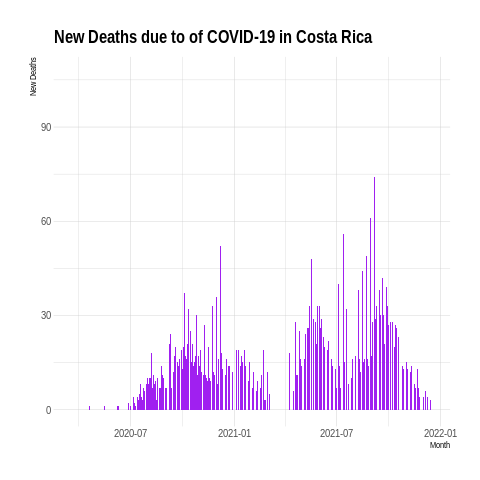 New Deaths due to of COVID-19 in Costa Rica
New Deaths
90
60
30
0
2020-07 2021-01 2021-07 2022-01
Month